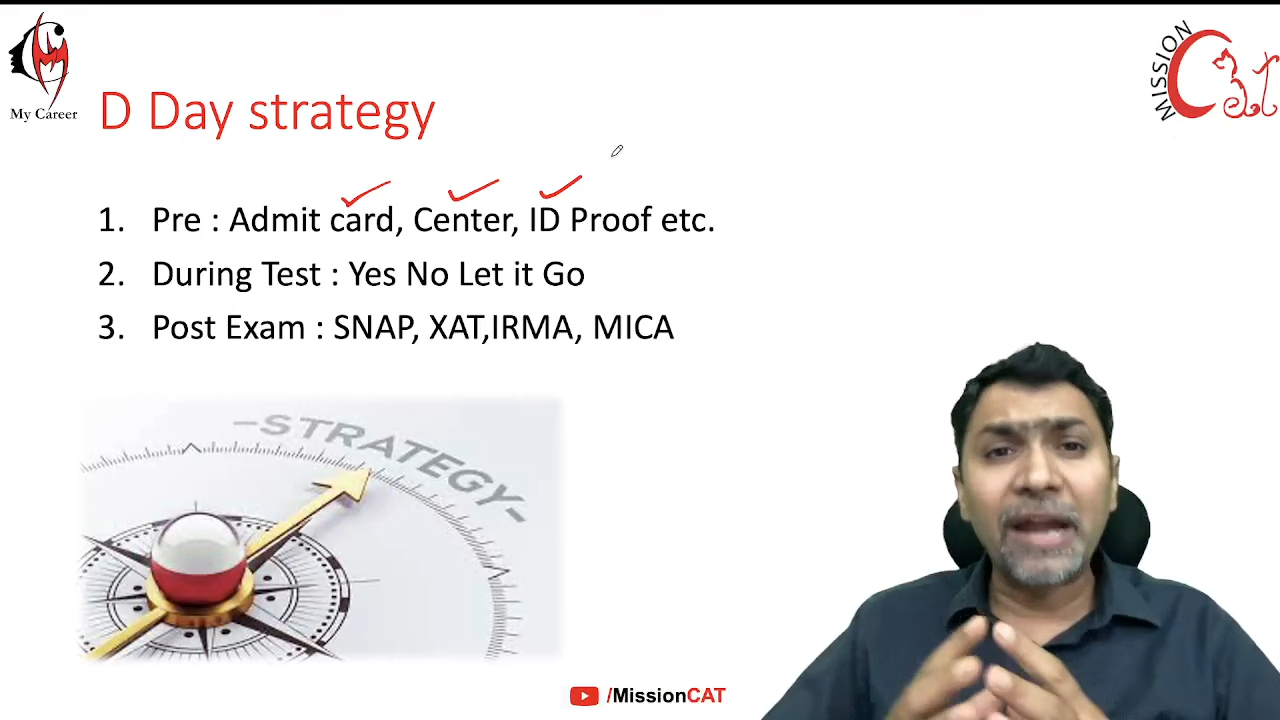 My Career
MISSION
Cat
D Day strategy
1. Pre : Admit card, Center, ID Proof etc.
2. During Test : Yes No Let it Go
3. Post Exam : SNAP, XAT,IRMA, MICA
-STRATEGY-
/MissionCAT